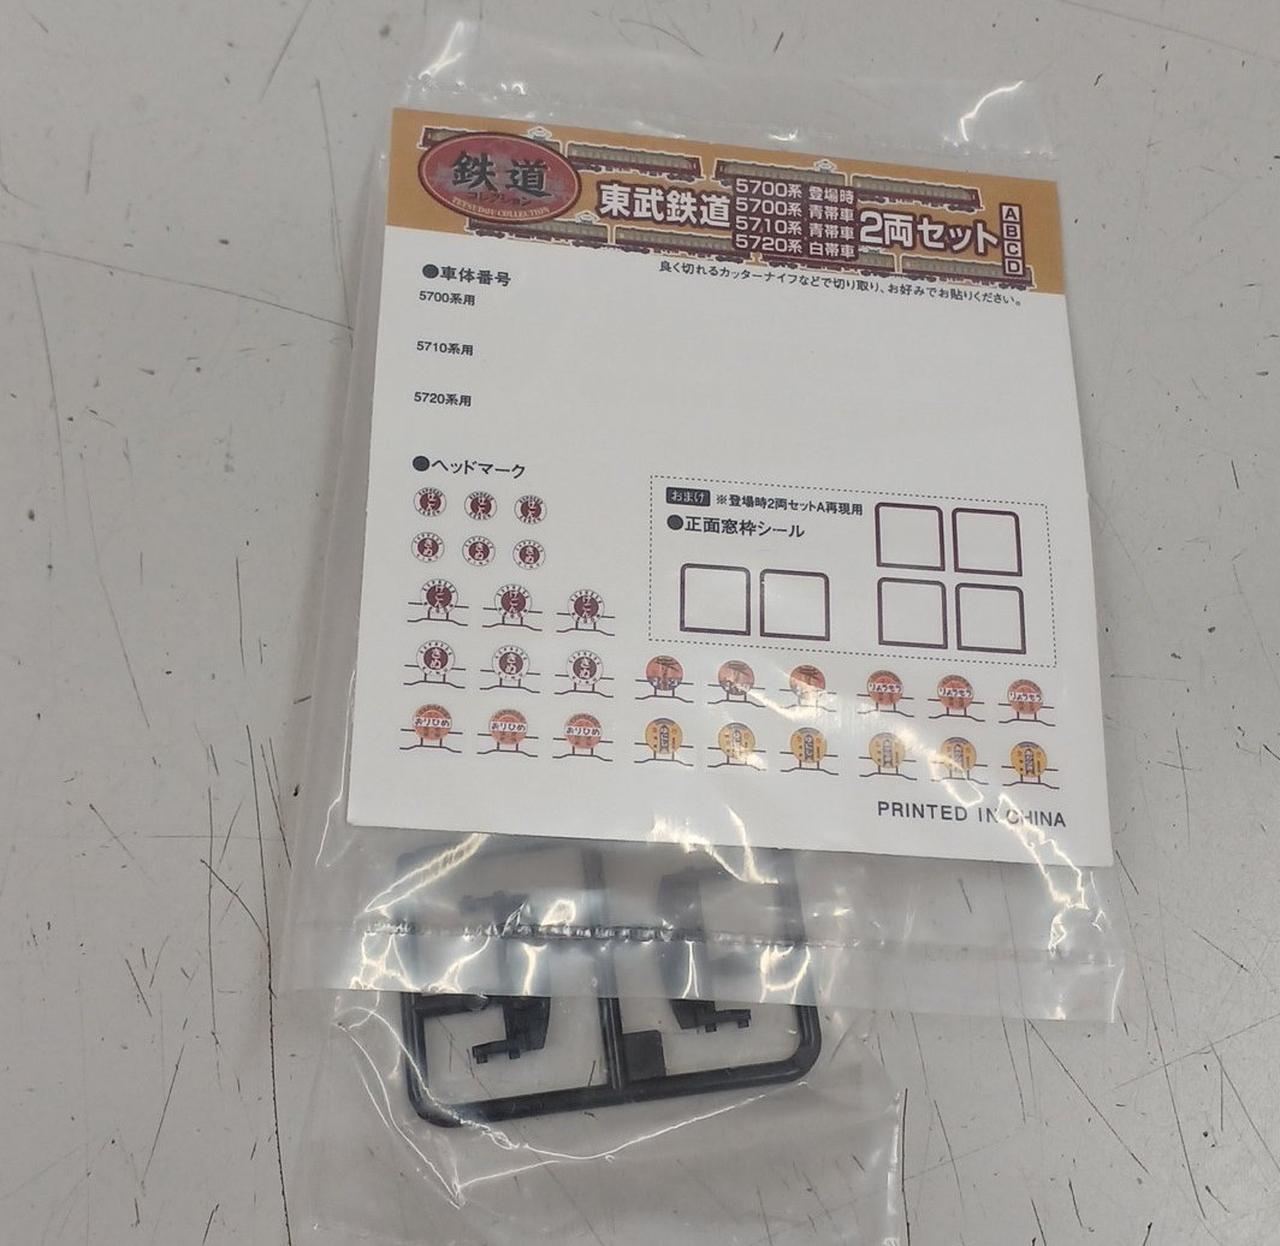 鉄道
コレクション
TETSUDOU COLLECTION
東武鉄道
5700系 登場時
5700系 青帯車
5710系 青帯車
5720系 白帯車
2両セット
A
B
C
D
良く切れるカッターナイフなどで切り取り、お好みでお貼りください。
●車体番号
5700系用
5710系用
5720系用
●ヘッドマーク
おまけ ※登場時2両セットA再現用
●正面窓枠シール
りょうもう りょうもう りょうもう
おりひめ おりひめ おりひめ
PRINTED IN CHINA